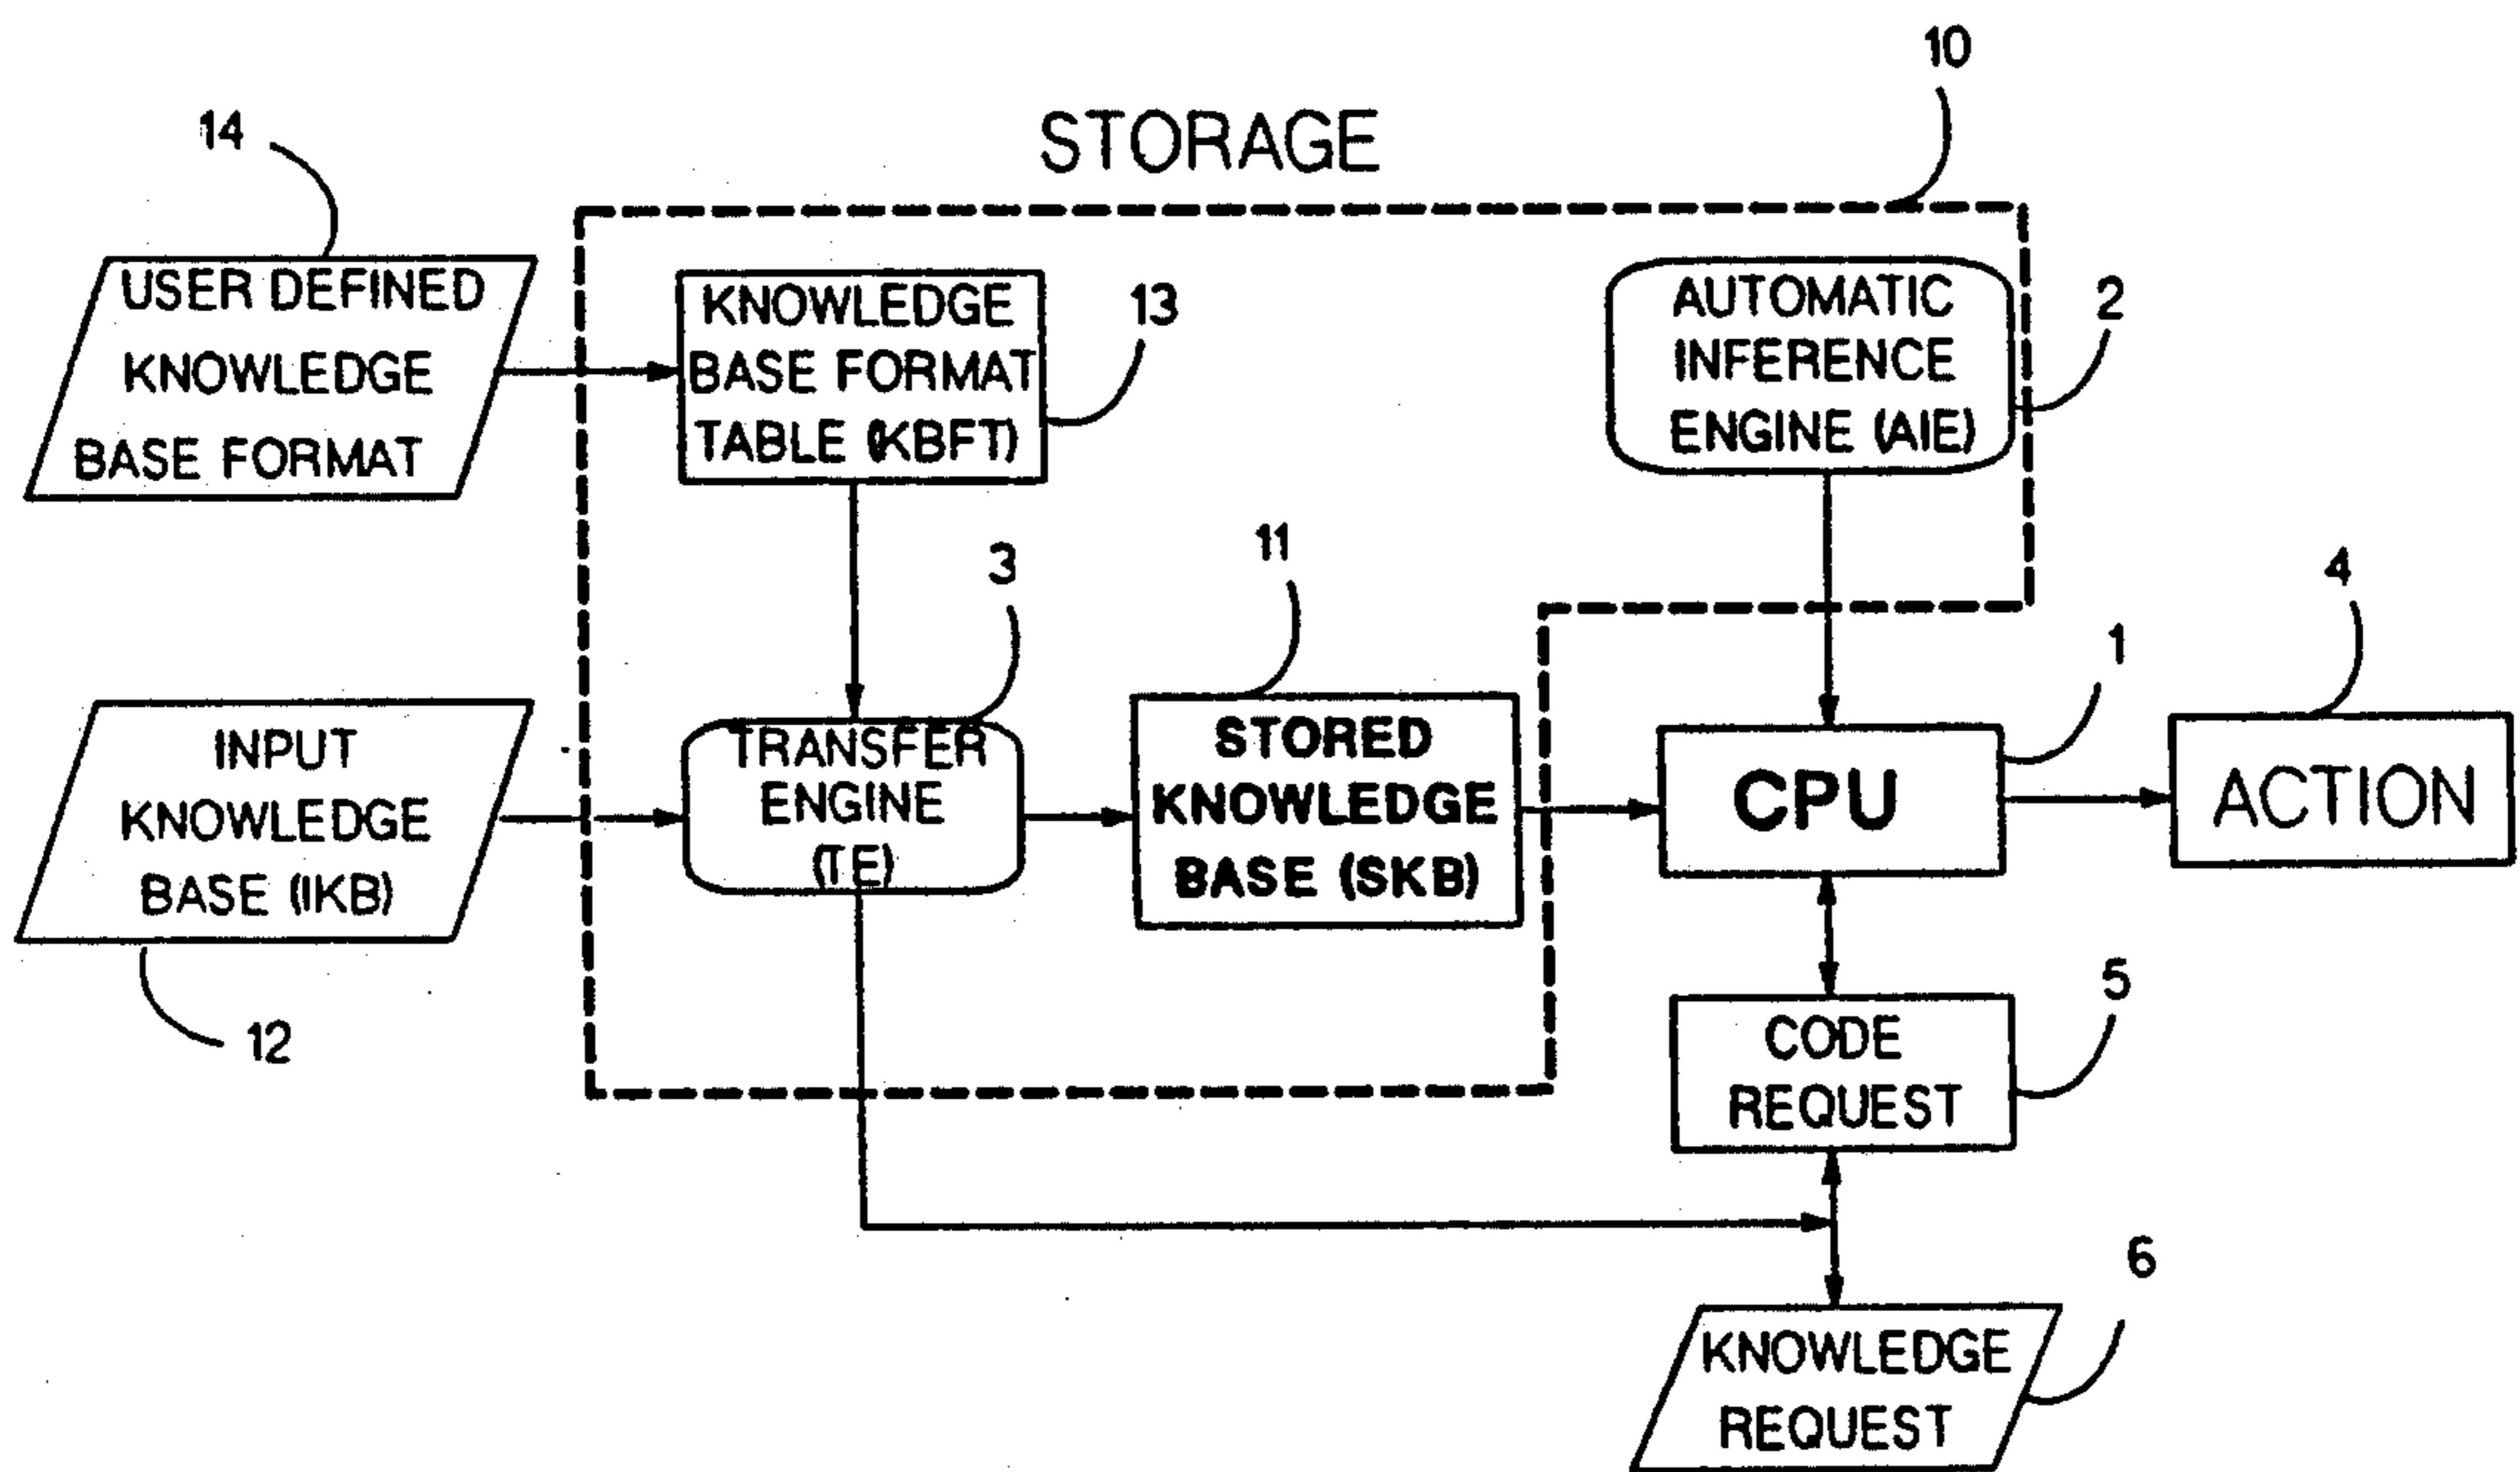 10
14
STORAGE
USER DEFINED
KNOWLEDGE
BASE FORMAT
KNOWLEDGE
BASE FORMAT
TABLE (KBFT)
13
AUTOMATIC
INFERENCE
ENGINE (AIE)
2
3
11
4
1
INPUT
KNOWLEDGE
BASE (IKB)
12
TRANSFER
ENGINE
(TE)
STORED
KNOWLEDGE
BASE (SKB)
CPU
ACTION
CODE
REQUEST
5
6
KNOWLEDGE
REQUEST